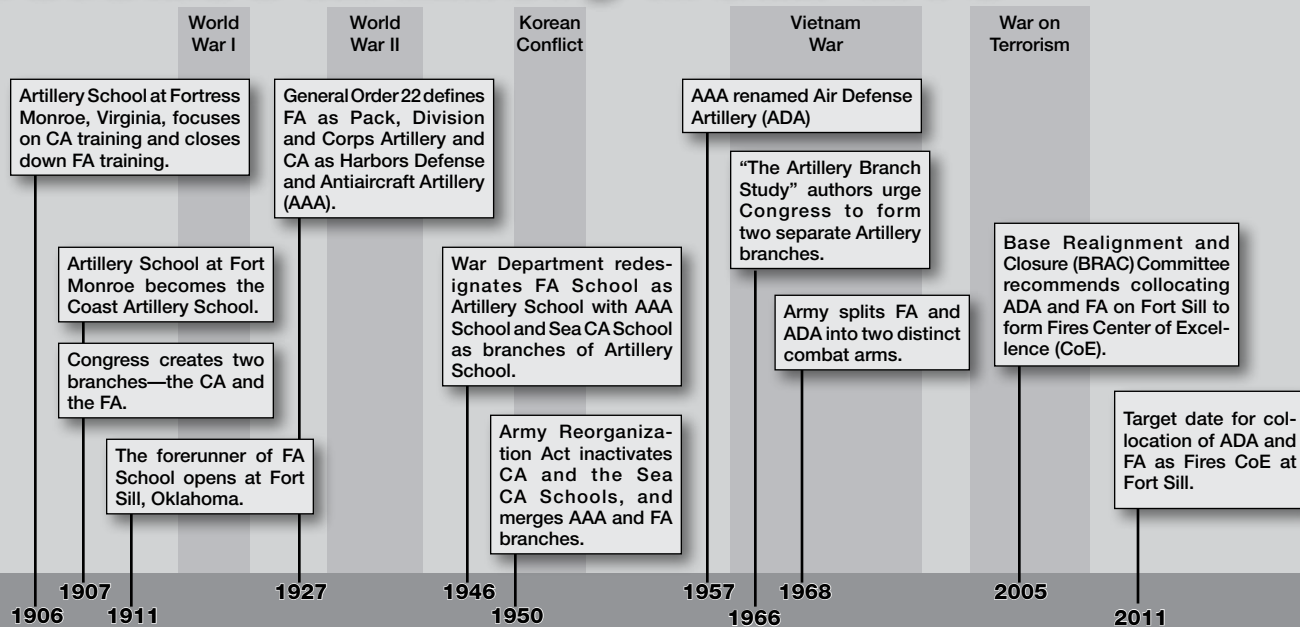 World
War I
World
War II
Korean
Conflict
Vietnam
War
War on
Terrorism
Artillery School at Fortress
Monroe, Virginia, focuses
on CA training and closes
down FA training.
General Order 22 defines
FA as Pack, Division
and Corps Artillery and
CA as Harbors Defense
and Antiaircraft Artillery
(AAA).
AAA renamed Air Defense
Artillery (ADA)
"The Artillery Branch
Study" authors urge
Congress to form
two separate Artillery
branches.
Artillery School at Fort
Monroe becomes the
Coast Artillery School.
War Department redes-
ignates FA School as
Artillery School with AAA
School and Sea CA School
as branches of Artillery
School.
Army splits FA and
ADA into two distinct
combat arms.
Base Realignment and
Closure (BRAC) Committee
recommends collocating
ADA and FA on Fort Sill to
form Fires Center of Excel-
lence (CoE).
Congress creates two
branches—the CA and
the FA.
The forerunner of FA
School opens at Fort
Sill, Oklahoma.
Army Reorganiza-
tion Act inactivates
CA and the Sea
CA Schools, and
merges AAA and FA
branches.
Target date for col-
location of ADA and
FA as Fires CoE at
Fort Sill.
1906
1907
1911
1927
1946
1950
1957
1966
1968
2005
2011